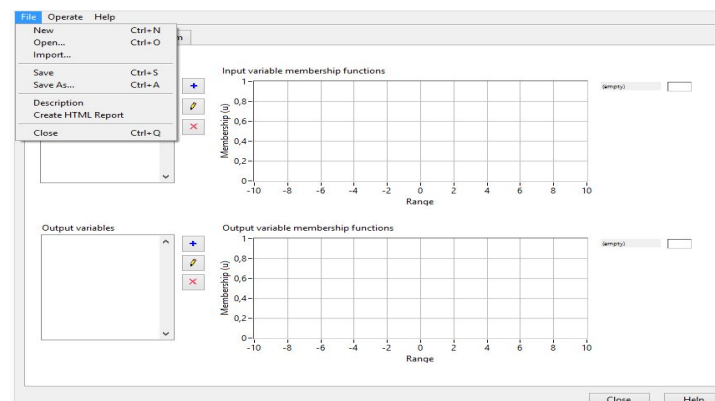 File Operate Help
New Ctrl+N
Open... Ctrl+O
Import...
Save Ctrl+S
Save As... Ctrl+A
Description
Create HTML Report
Close Ctrl+Q
Input variable membership functions
Membership (u)
1
0,8
0,6
0,4
0,2
0
-10 -8 -6 -4 -2 0 2 4 6 8 10
Range
(empty)
Output variables
Output variable membership functions
Membership (u)
1
0,8
0,6
0,4
0,2
0
-10 -8 -6 -4 -2 0 2 4 6 8 10
Range
(empty)
Close Help